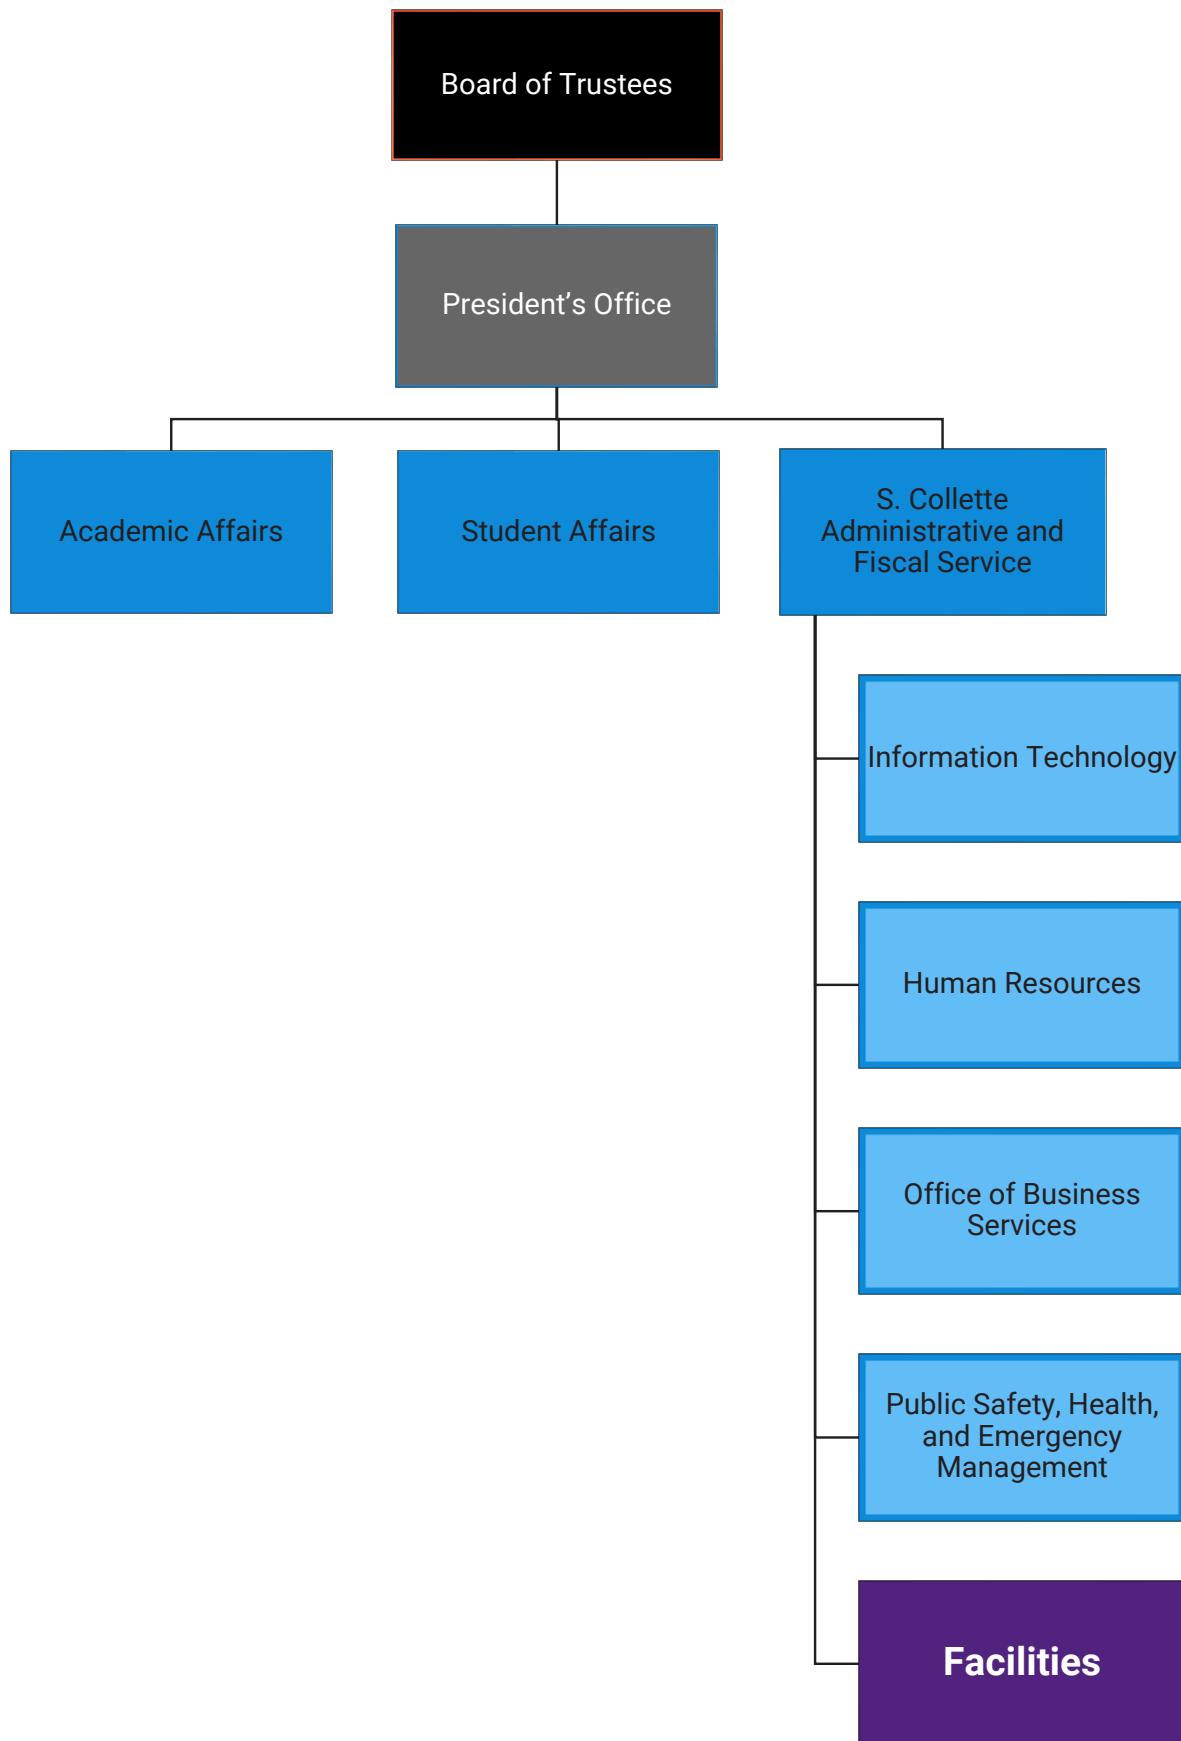 Board of Trustees
President’s Office
Academic Affairs
Student Affairs
S. Collette
Administrative and
Fiscal Service
Information Technology
Human Resources
Office of Business
Services
Public Safety, Health,
and Emergency
Management
Facilities